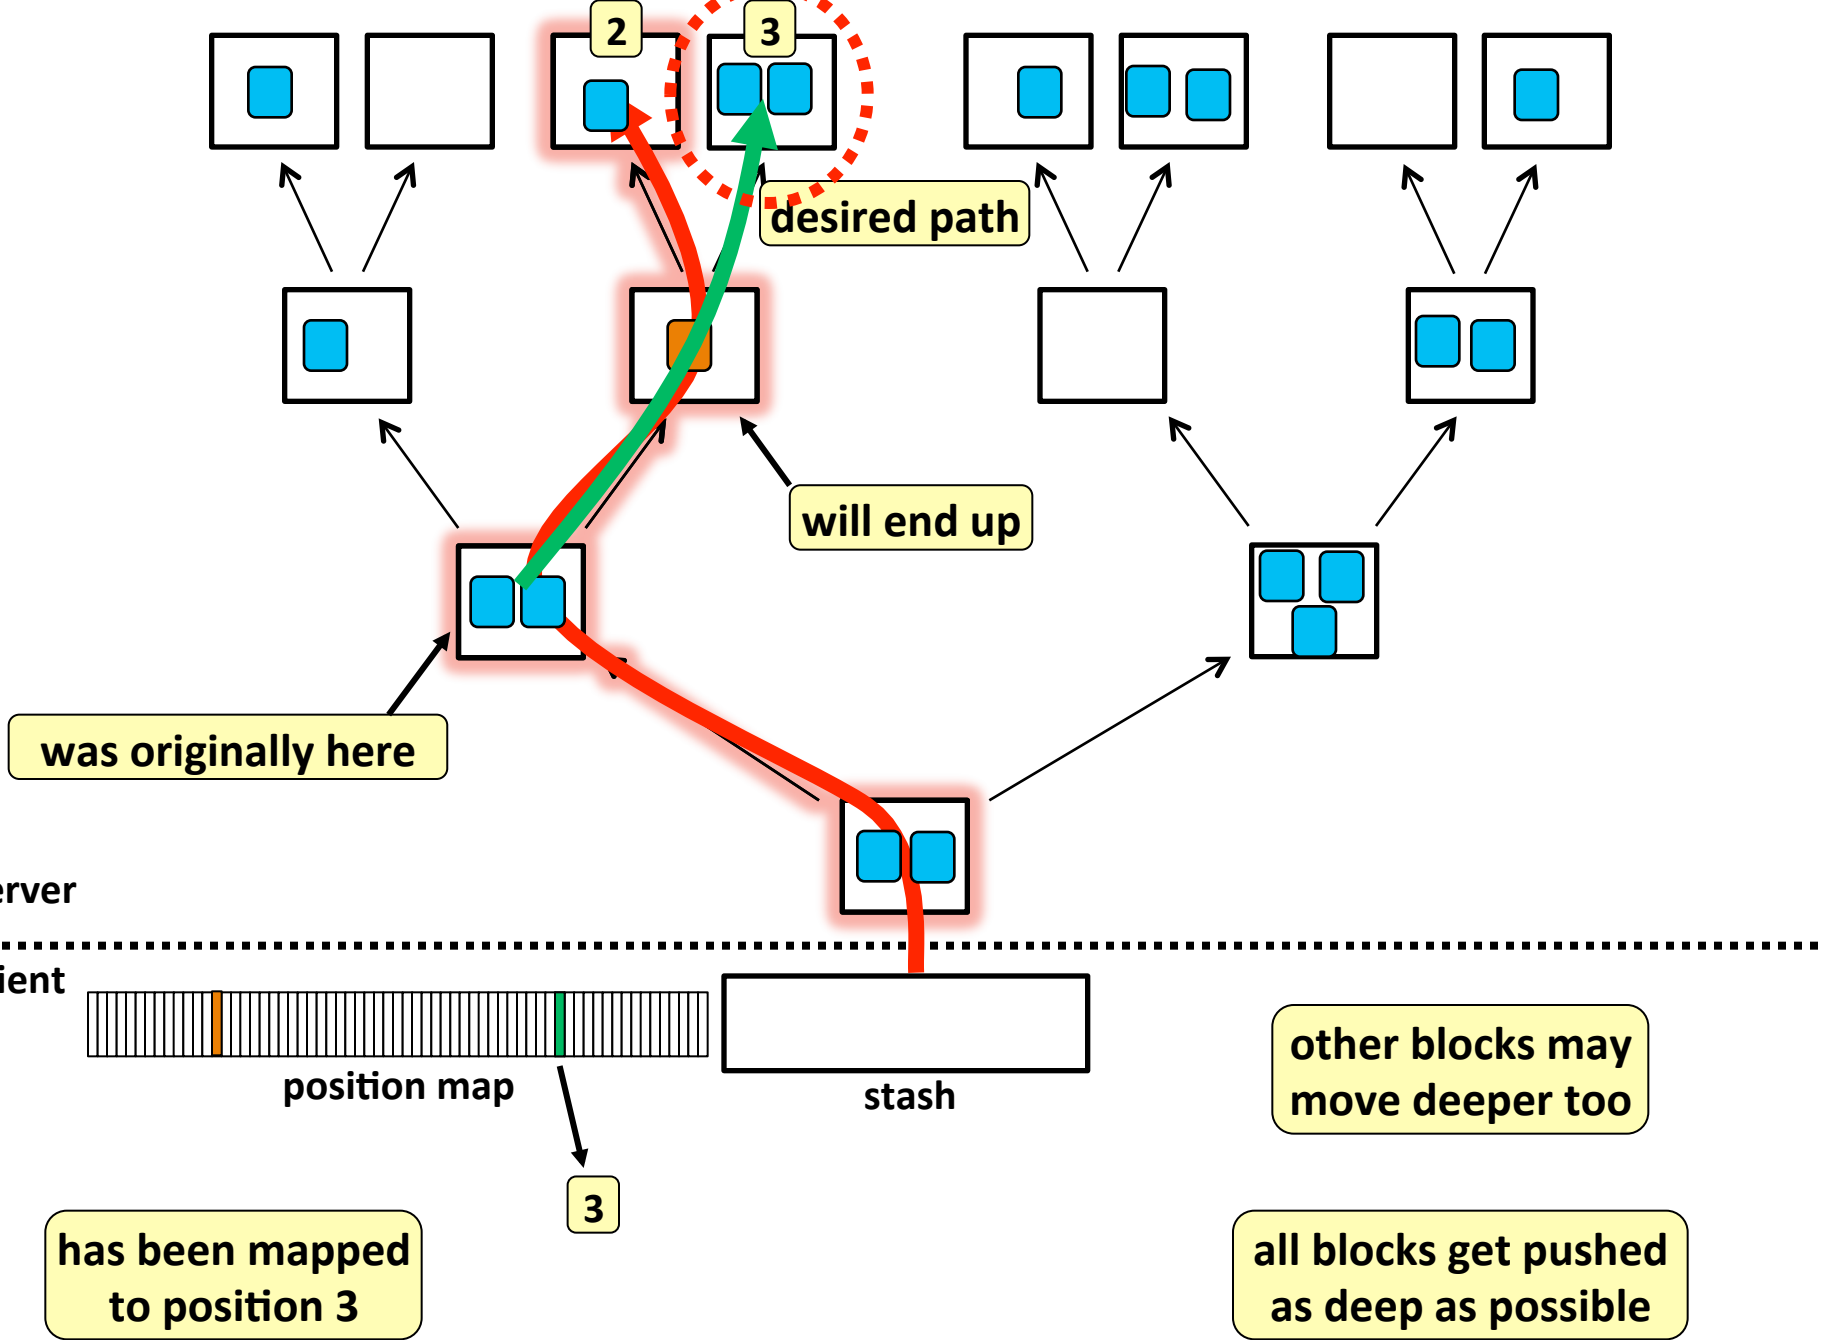 2
3
desired path
will end up
was originally here
erver
ient
position map
stash
3
other blocks may
move deeper too
has been mapped
to position 3
all blocks get pushed
as deep as possible